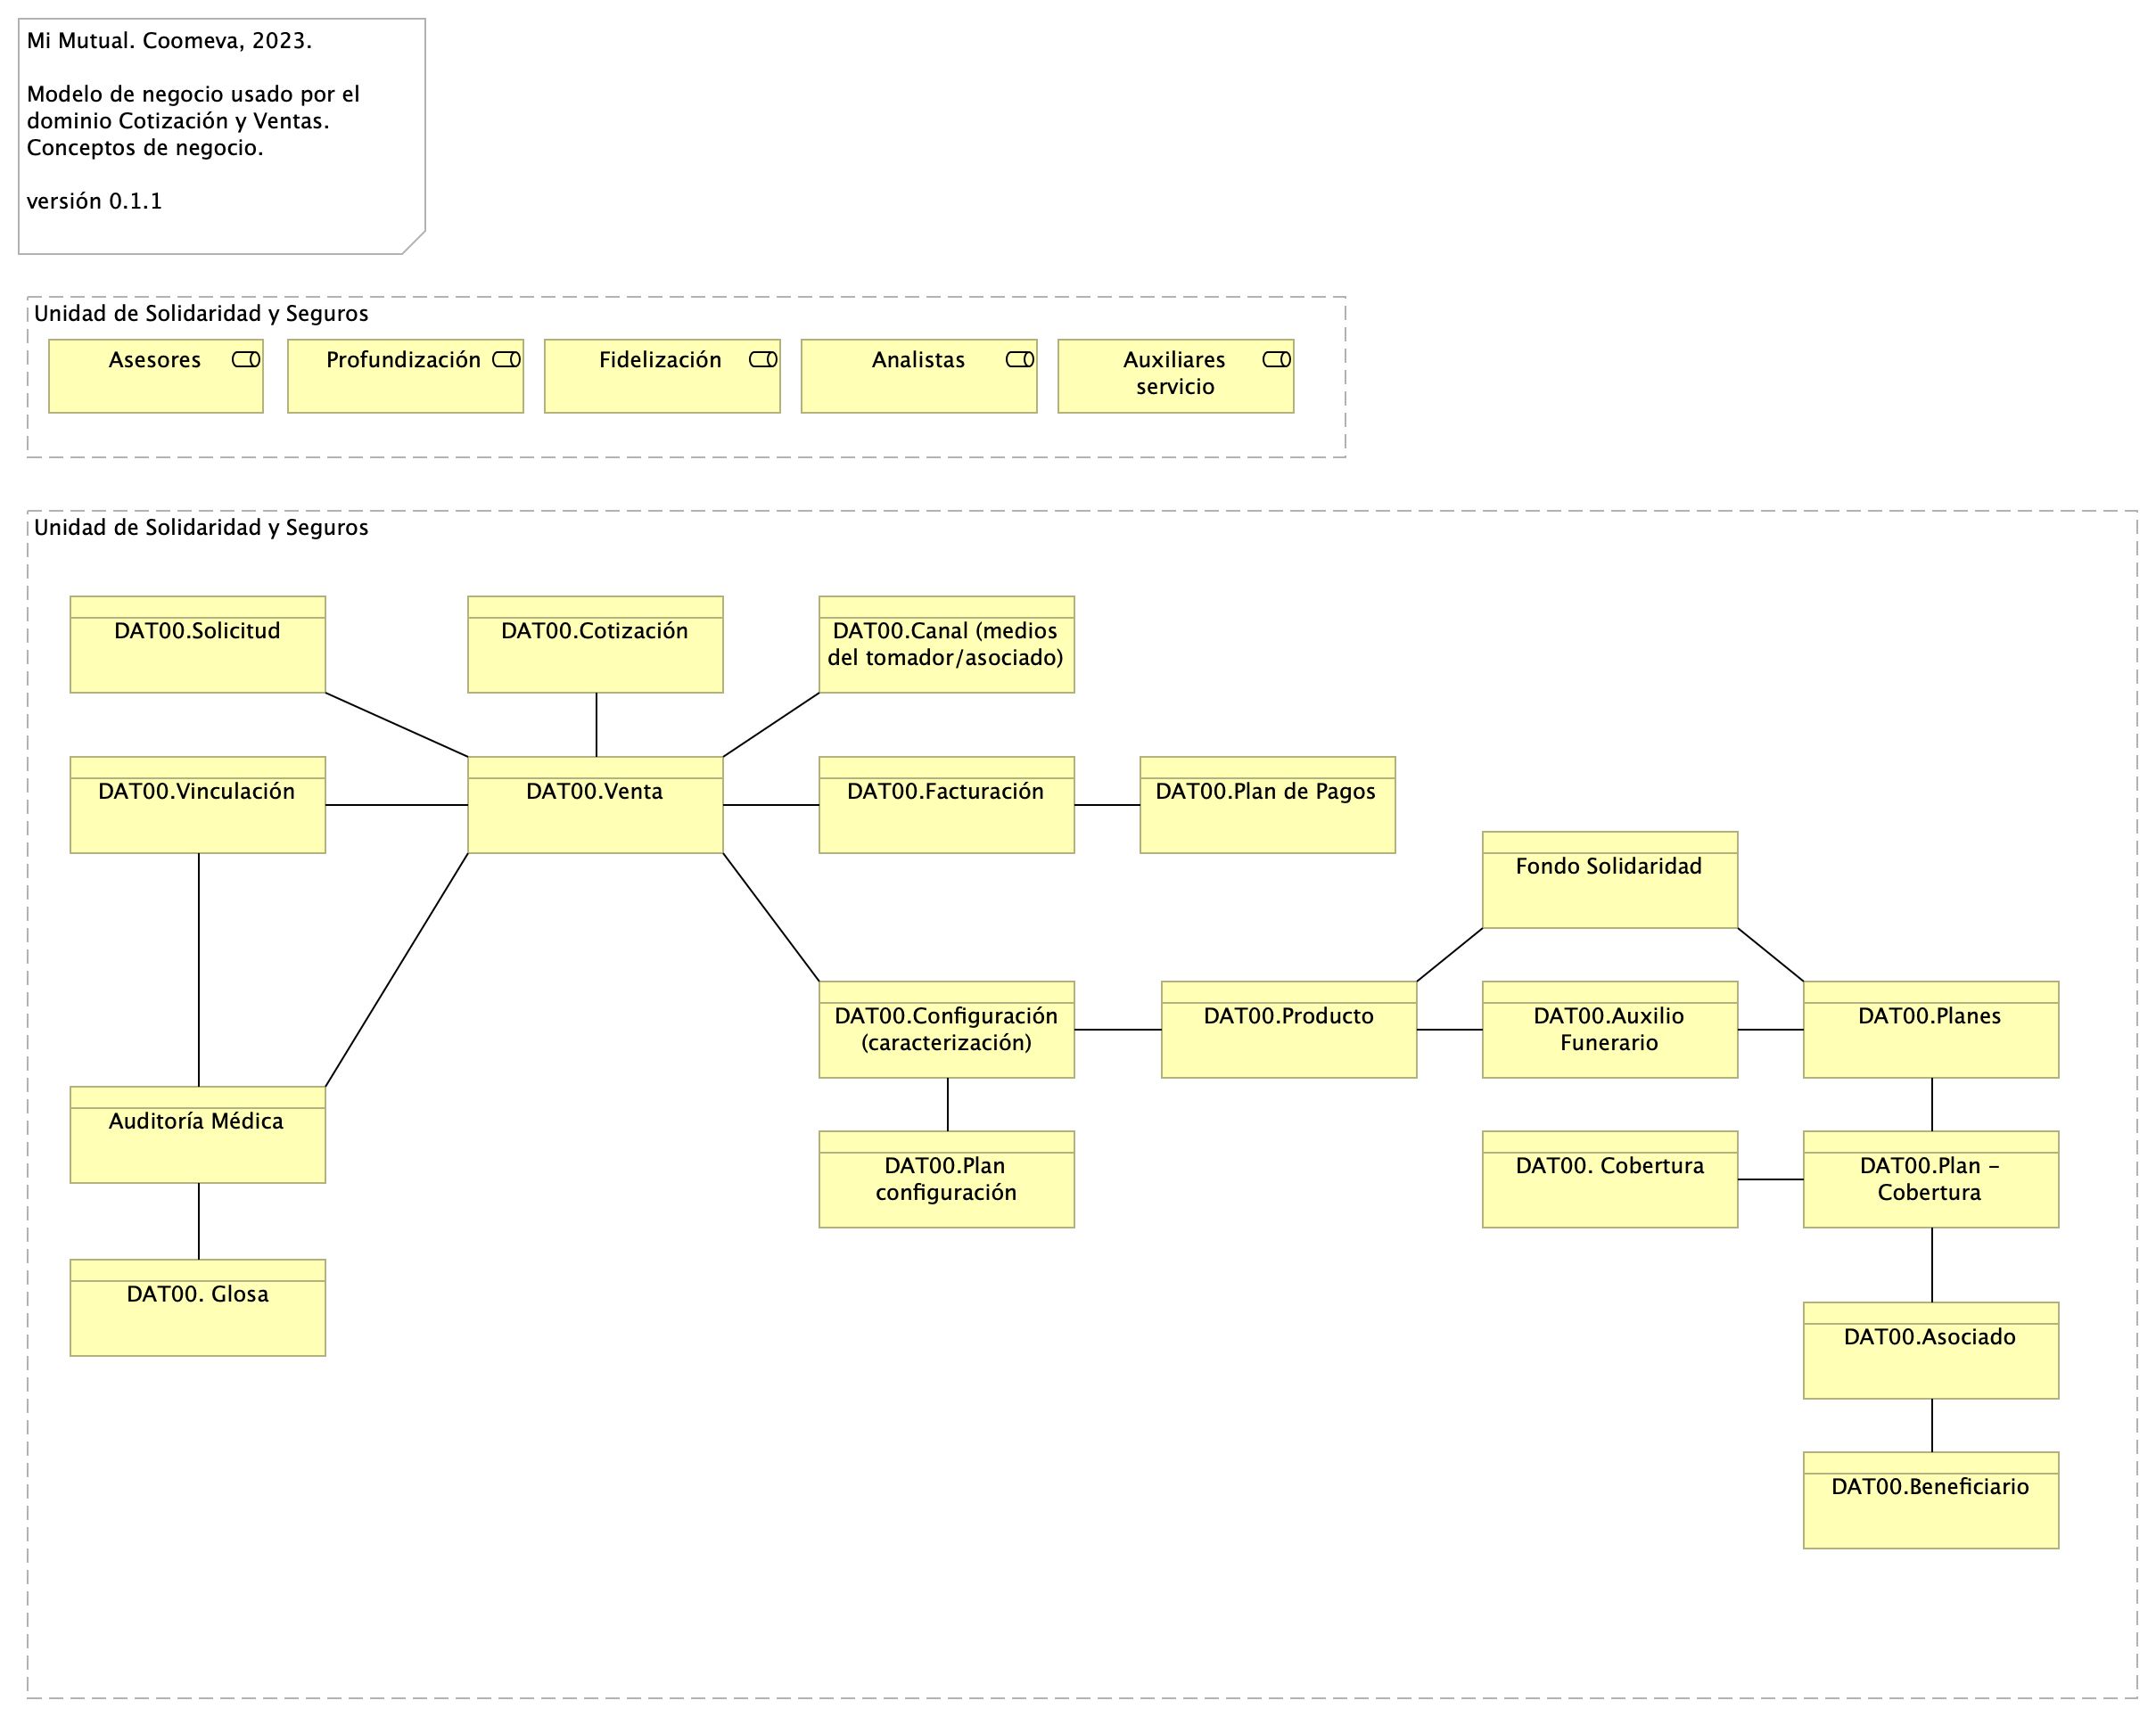 Mi Mutual. Coomeva, 2023.
Modelo de negocio usado por el
dominio Cotización y Ventas.
Conceptos de negocio.
versión 0.1.1
Unidad de Solidaridad y Seguros
Asesores
Profundización
Fidelización
Analistas
Auxiliares
servicio
Unidad de Solidaridad y Seguros
DAT00.Solicitud
DAT00.Cotización
DAT00.Canal (medios
del tomador/asociado)
DAT00.Vinculación
DAT00.Venta
DAT00.Facturación
DAT00.Plan de Pagos
Fondo Solidaridad
DAT00.Configuración
(caracterización)
DAT00.Producto
DAT00.Auxilio
Funerario
DAT00.Planes
Auditoría Médica
DAT00.Plan
configuración
DAT00. Cobertura
DAT00.Plan –
Cobertura
DAT00. Glosa
DAT00.Asociado
DAT00.Beneficiario